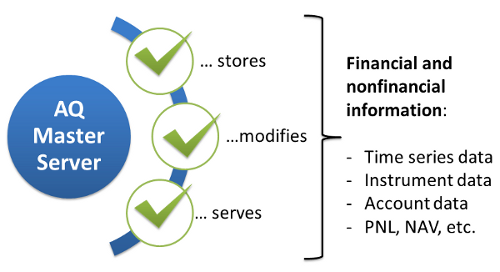 AQ
Master
Server
... stores
...modifies
... serves
Financial and
nonfinancial
information:
- Time series data
- Instrument data
- Account data
- PNL, NAV, etc.